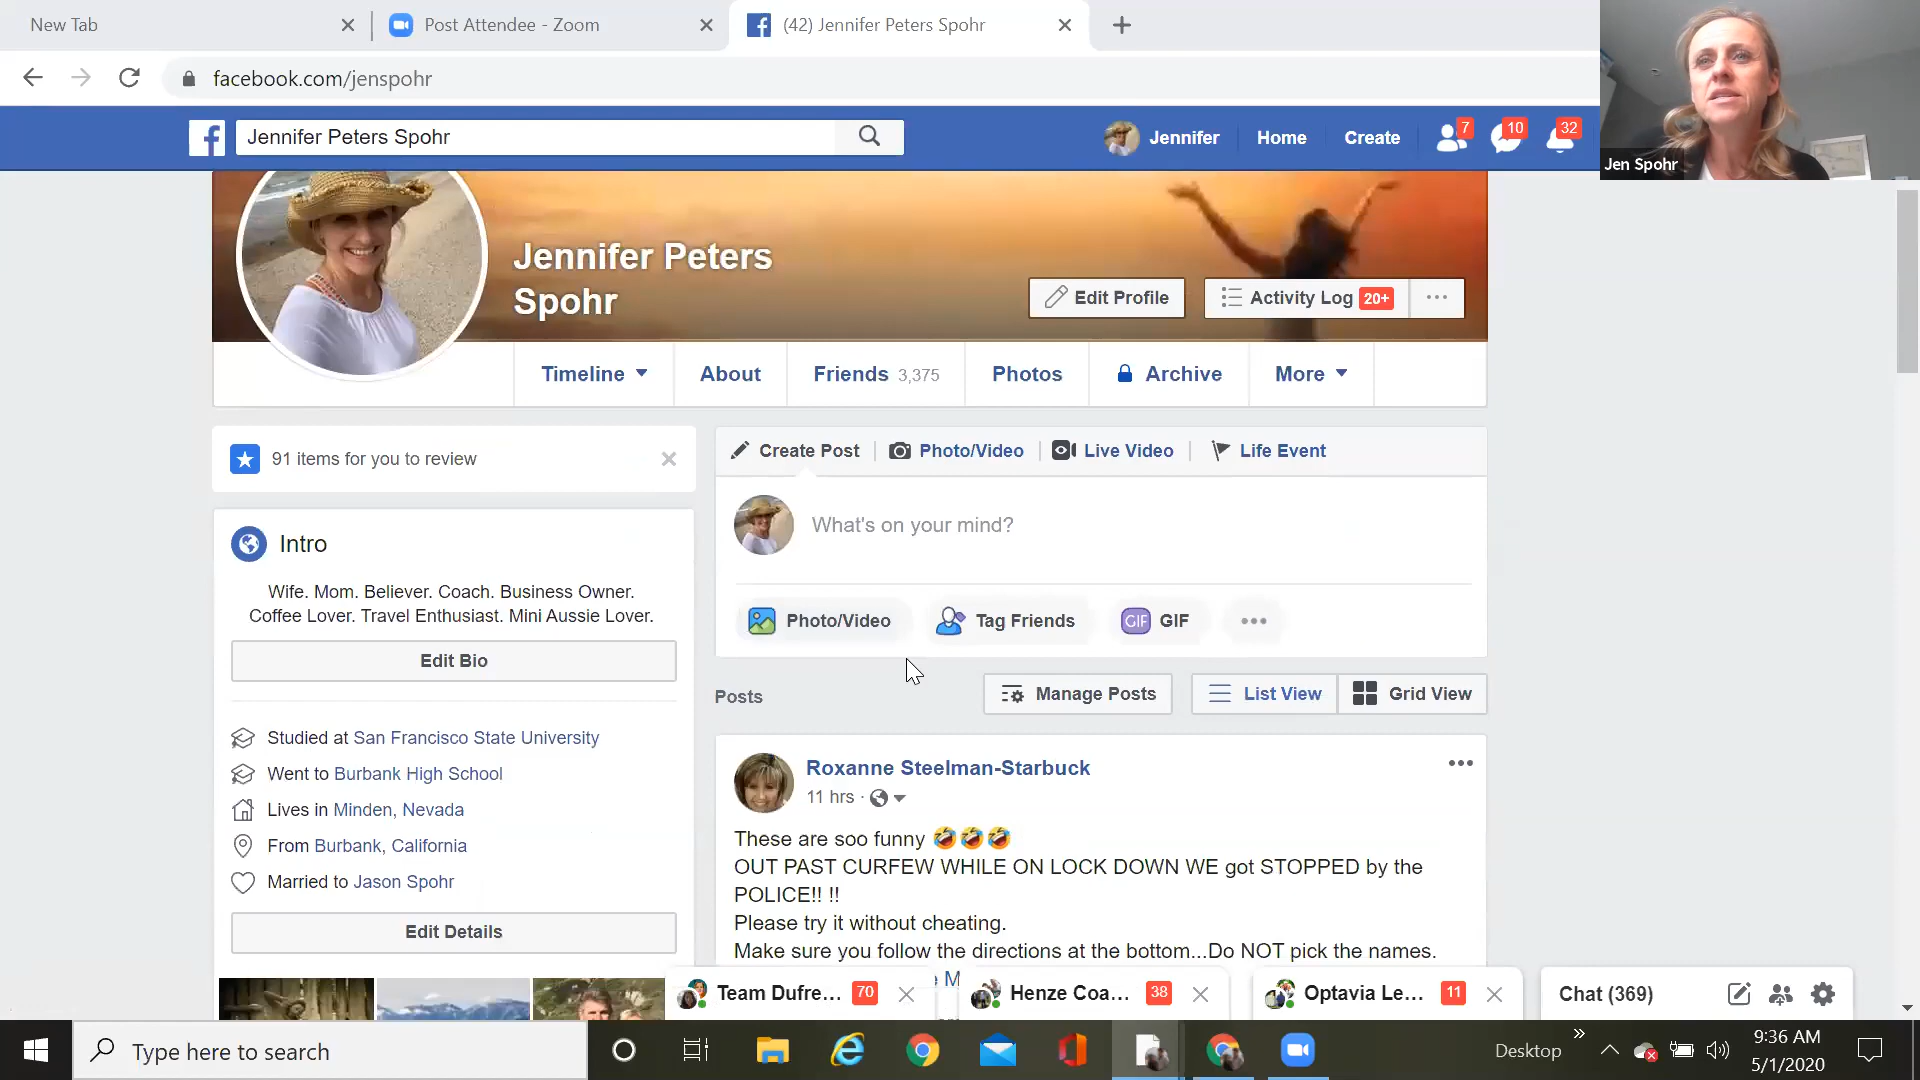 New Tab
Post Attendee - Zoom
(42) Jennifer Peters Spohr
facebook.com/jenspohr
Jennifer Peters Spohr
Jennifer
Home
Create
7
10
32
Jen Spohr
Jennifer Peters
Spohr
Edit Profile
Activity Log 20+
Timeline
About
Friends 3,375
Photos
Archive
More
91 items for you to review
Create Post
Photo/Video
Live Video
Life Event
What's on your mind?
Intro
Wife. Mom. Believer. Coach. Business Owner.
Coffee Lover. Travel Enthusiast. Mini Aussie Lover.
Edit Bio
Photo/Video
Tag Friends
GIF GIF
Posts
Manage Posts
List View
Grid View
Studied at San Francisco State University
Went to Burbank High School
Lives in Minden, Nevada
From Burbank, California
Married to Jason Spohr
Edit Details
Roxanne Steelman-Starbuck
11 hrs ·
These are soo funny 🤣🤣🤣
OUT PAST CURFEW WHILE ON LOCK DOWN WE got STOPPED by the
POLICE!! !!
Please try it without cheating.
Make sure you follow the directions at the bottom...Do NOT pick the names.
Team Dufre... 70
Henze Coa... 38
Optavia Le... 11
Chat (369)
Type here to search
Desktop
9:36 AM
5/1/2020